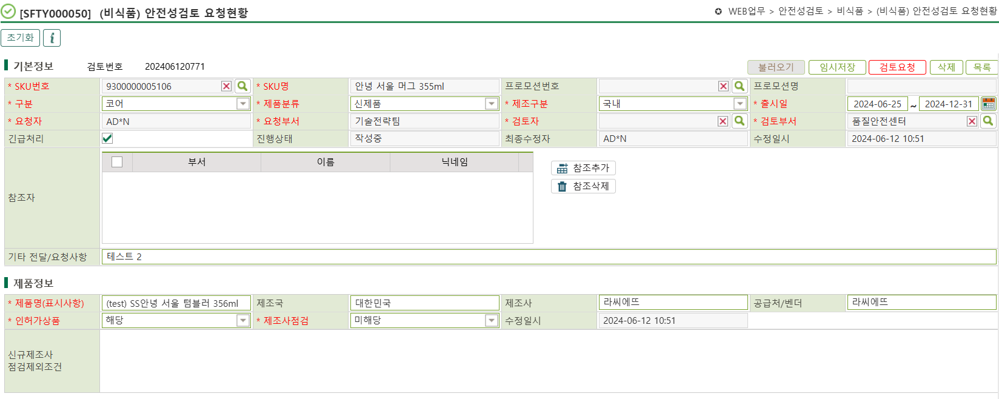 [SFTY000050] (비식품) 안전성검토 요청현황
WEB업무 > 안전성검토 > 비식품 > (비식품) 안전성검토 요청현황
초기화 i
기본정보 검토번호 202406120771 불러오기 임시저장 검토요청 삭제 목록
* SKU번호 9300000005106 * SKU명 안녕 서울 머그 355ml 프로모션번호 프로모션명
* 구분 코어 * 제품분류 신제품 * 제조구분 국내 * 출시일 2024-06-25 ~ 2024-12-31
* 요청자 AD*N * 요청부서 기술전략팀 * 검토자 * 검토부서 품질안전센터
긴급처리 진행상태 작성중 최종수정자 AD*N 수정일시 2024-06-12 10:51
부서 이름 닉네임
참조추가
참조삭제
참조자
기타 전달/요청사항 테스트 2
제품정보
* 제품명(표시사항) (test) SS안녕 서울 텀블러 356ml 제조국 대한민국 제조사 라씨에뜨 공급처/벤더 라씨에뜨
* 인허가상품 해당 * 제조사점검 미해당 수정일시 2024-06-12 10:51
신규제조사
점검제외조건